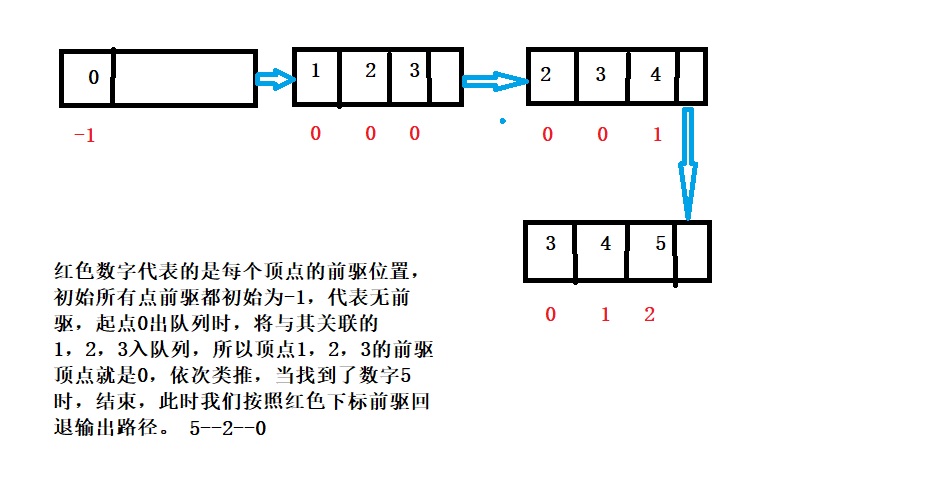 0
1 2 3
2 3 4
-1
0 0 0
0 0 1
3 4 5
0 1 2
红色数字代表的是每个顶点的前驱位置，
初始所有点前驱都初始为-1，代表无前
驱，起点0出队列时，将与其关联的
1，2，3入队列，所以顶点1，2，3的前驱
顶点就是0，依次类推，当找到了数字5
时，结束，此时我们按照红色下标前驱回
退输出路径。 5--2--0